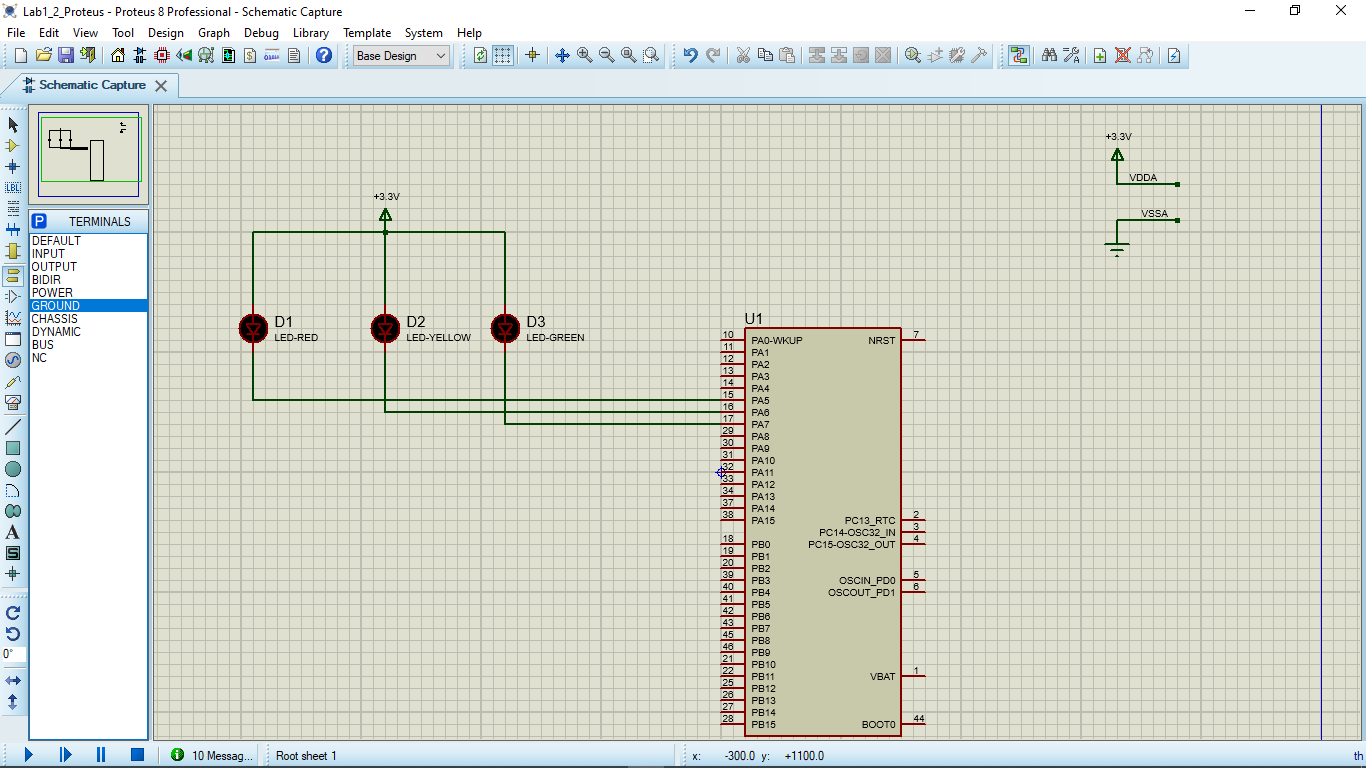 Lab1_2_Proteus - Proteus 8 Professional - Schematic Capture
File Edit View Tool Design Graph Debug Library Template System Help
Base Design
Schematic Capture
P TERMINALS
DEFAULT
INPUT
OUTPUT
BIDIR
POWER
GROUND
CHASSIS
DYNAMIC
BUS
NC
LBL
A
S
0°
+3.3V
D1
LED-RED
D2
LED-YELLOW
D3
LED-GREEN
+3.3V
VDDA
VSSA
U1
10 PA0-WKUP
11 PA1
12 PA2
13 PA3
14 PA4
15 PA5
16 PA6
17 PA7
29 PA8
30 PA9
31 PA10
32 PA11
33 PA12
34 PA13
37 PA14
38 PA15
18 PB0
19 PB1
20 PB2
39 PB3
40 PB4
41 PB5
42 PB6
43 PB7
45 PB8
46 PB9
21 PB10
22 PB11
25 PB12
26 PB13
27 PB14
28 PB15
NRST 7
PC13_RTC 2
PC14-OSC32_IN 3
PC15-OSC32_OUT 4
OSCIN_PD0 5
OSCOUT_PD1 6
VBAT 1
BOOT0 44
10 Messag... Root sheet 1 x: -300.0 y: +1100.0 th